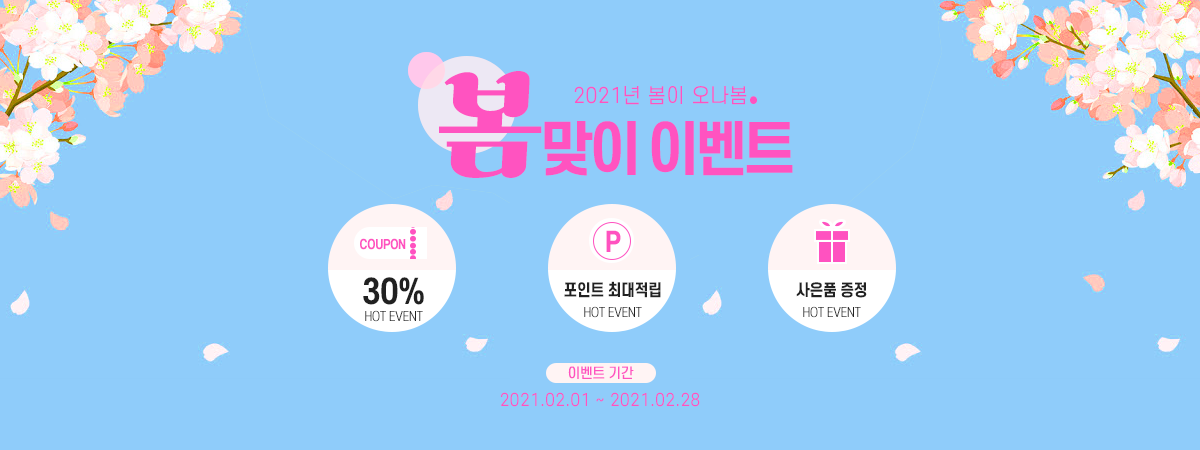 2021년 봄이 오나봄.
봄맞이 이벤트
COUPON
30%
HOT EVENT
P
포인트 최대적립
HOT EVENT
사은품 증정
HOT EVENT
이벤트 기간
2021.02.01 ~ 2021.02.28